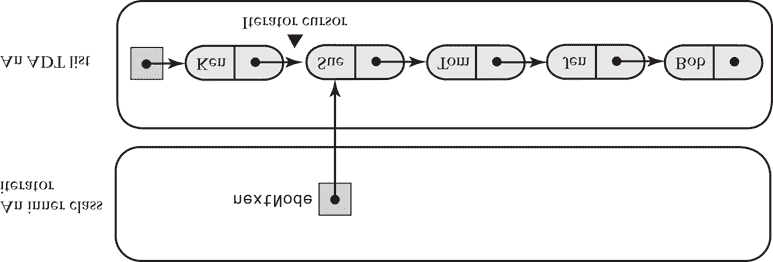 An inner class
iterator
nextNode
An ADT list
Ken
Sue
Tom
Jen
Bob
Iterator cursor